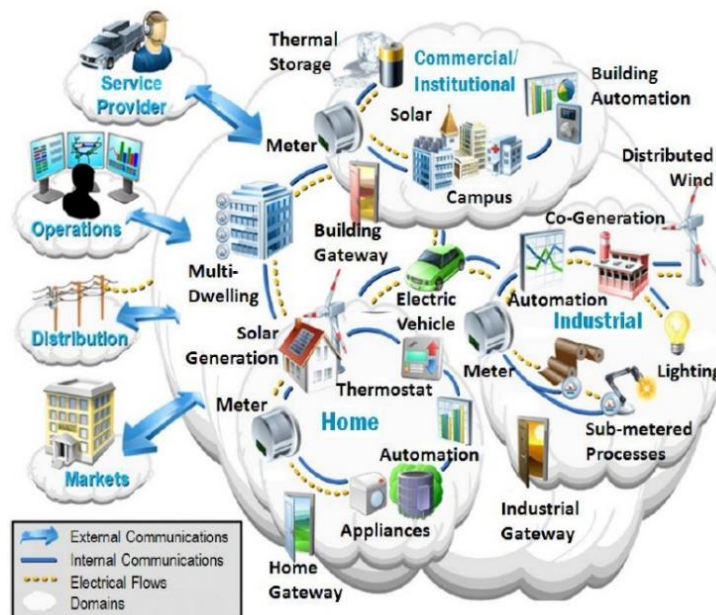 Thermal
Storage
Commercial/
Institutional
Service
Provider
Building
Automation
Solar
Meter
Distributed
Wind
Campus
Operations
Building
Gateway
Co-Generation
Multi-
Dwelling
Electric
Vehicle
Automation
Industrial
Distribution
Solar
Generation
Thermostat
Meter
Lighting
Meter
Home
Sub-metered
Processes
Automation
Markets
Appliances
Industrial
Gateway
Home
Gateway
External Communications
Internal Communications
Electrical Flows
Domains